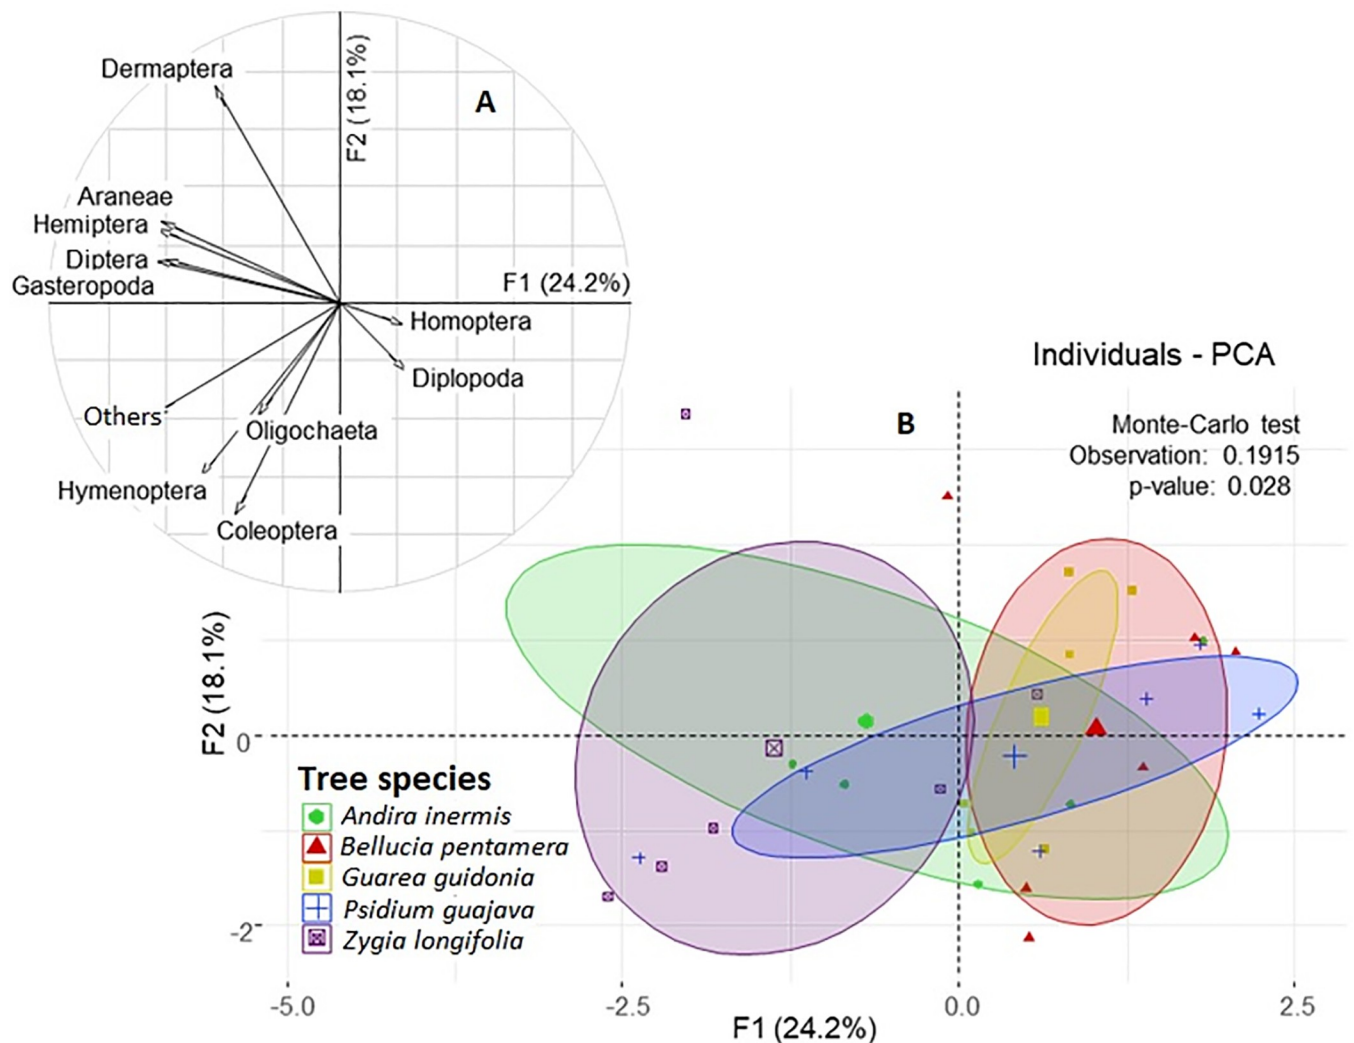 Dermaptera
F2 (18.1%)
A
Araneae
Hemiptera
Diptera
Gasteropoda
F1 (24.2%)
Homoptera
Diplopoda
Others
Oligochaeta
Hymenoptera
Coleoptera
Individuals - PCA
B
Monte-Carlo test
Observation: 0.1915
p-value: 0.028
F2 (18.1%)
0
-2
Tree species
Andira inermis
Bellucia pentamera
Guarea guidonia
Psidium guajava
Zygia longifolia
-5.0
-2.5
0.0
2.5
F1 (24.2%)